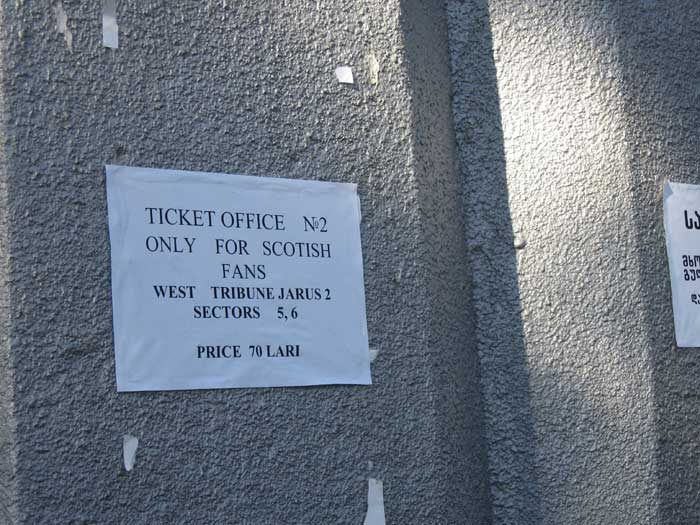 TICKET OFFICE №2
ONLY FOR SCOTISH
FANS
WEST TRIBUNE JARUS 2
SECTORS 5, 6
PRICE 70 LARI